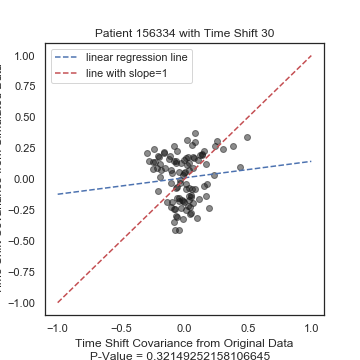 Patient 156334 with Time Shift 30
linear regression line
line with slope=1
1.00
0.75
0.50
0.25
0.00
−0.25
−0.50
−0.75
−1.00
−1.0
−0.5
0.0
0.5
1.0
Time Shift Covariance from Original Data
P-Value = 0.32149252158106645